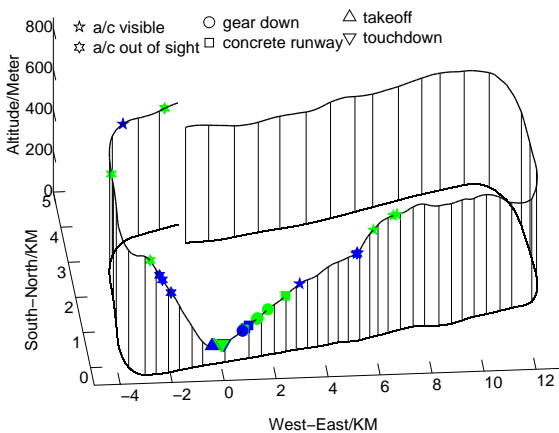 800
600
400
200
0
Altitude/Meter
a/c visible
a/c out of sight
gear down
concrete runway
takeoff
touchdown
5
4
3
2
1
0
South−North/KM
−4
−2
0
2
4
6
8
10
12
West−East/KM